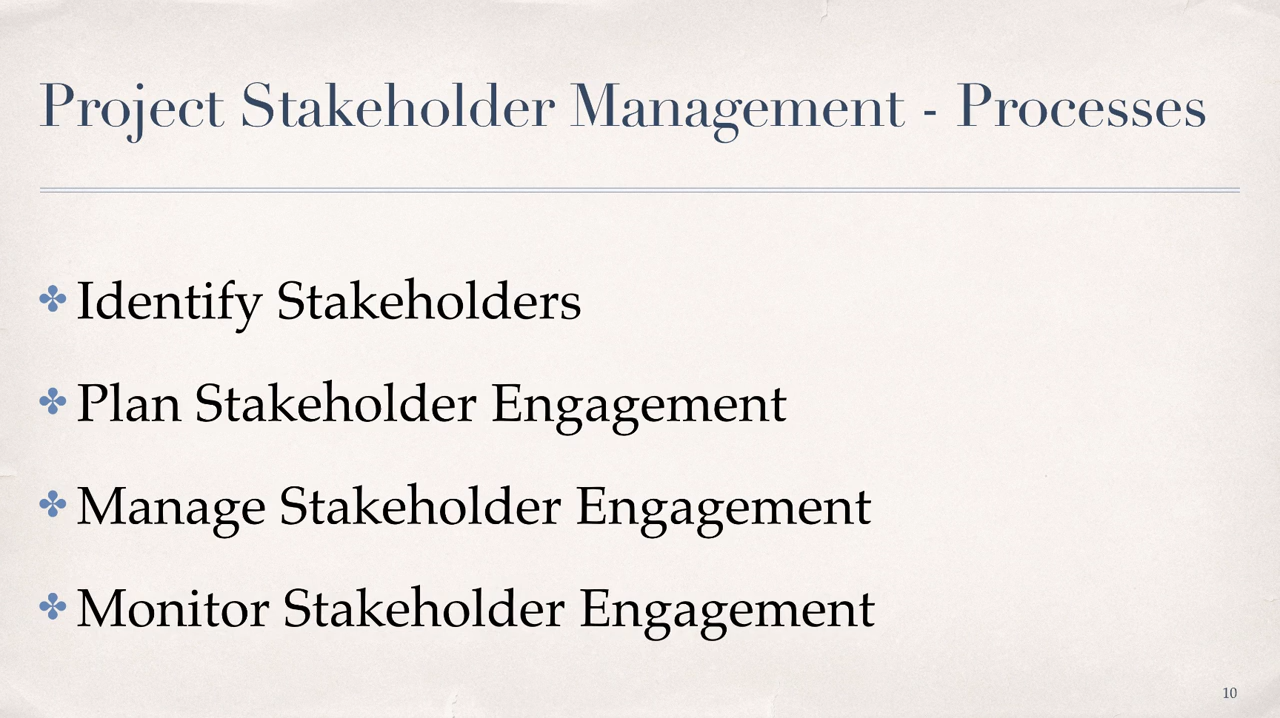 Project Stakeholder Management - Processes
✤ Identify Stakeholders
✤ Plan Stakeholder Engagement
✤ Manage Stakeholder Engagement
✤ Monitor Stakeholder Engagement
10